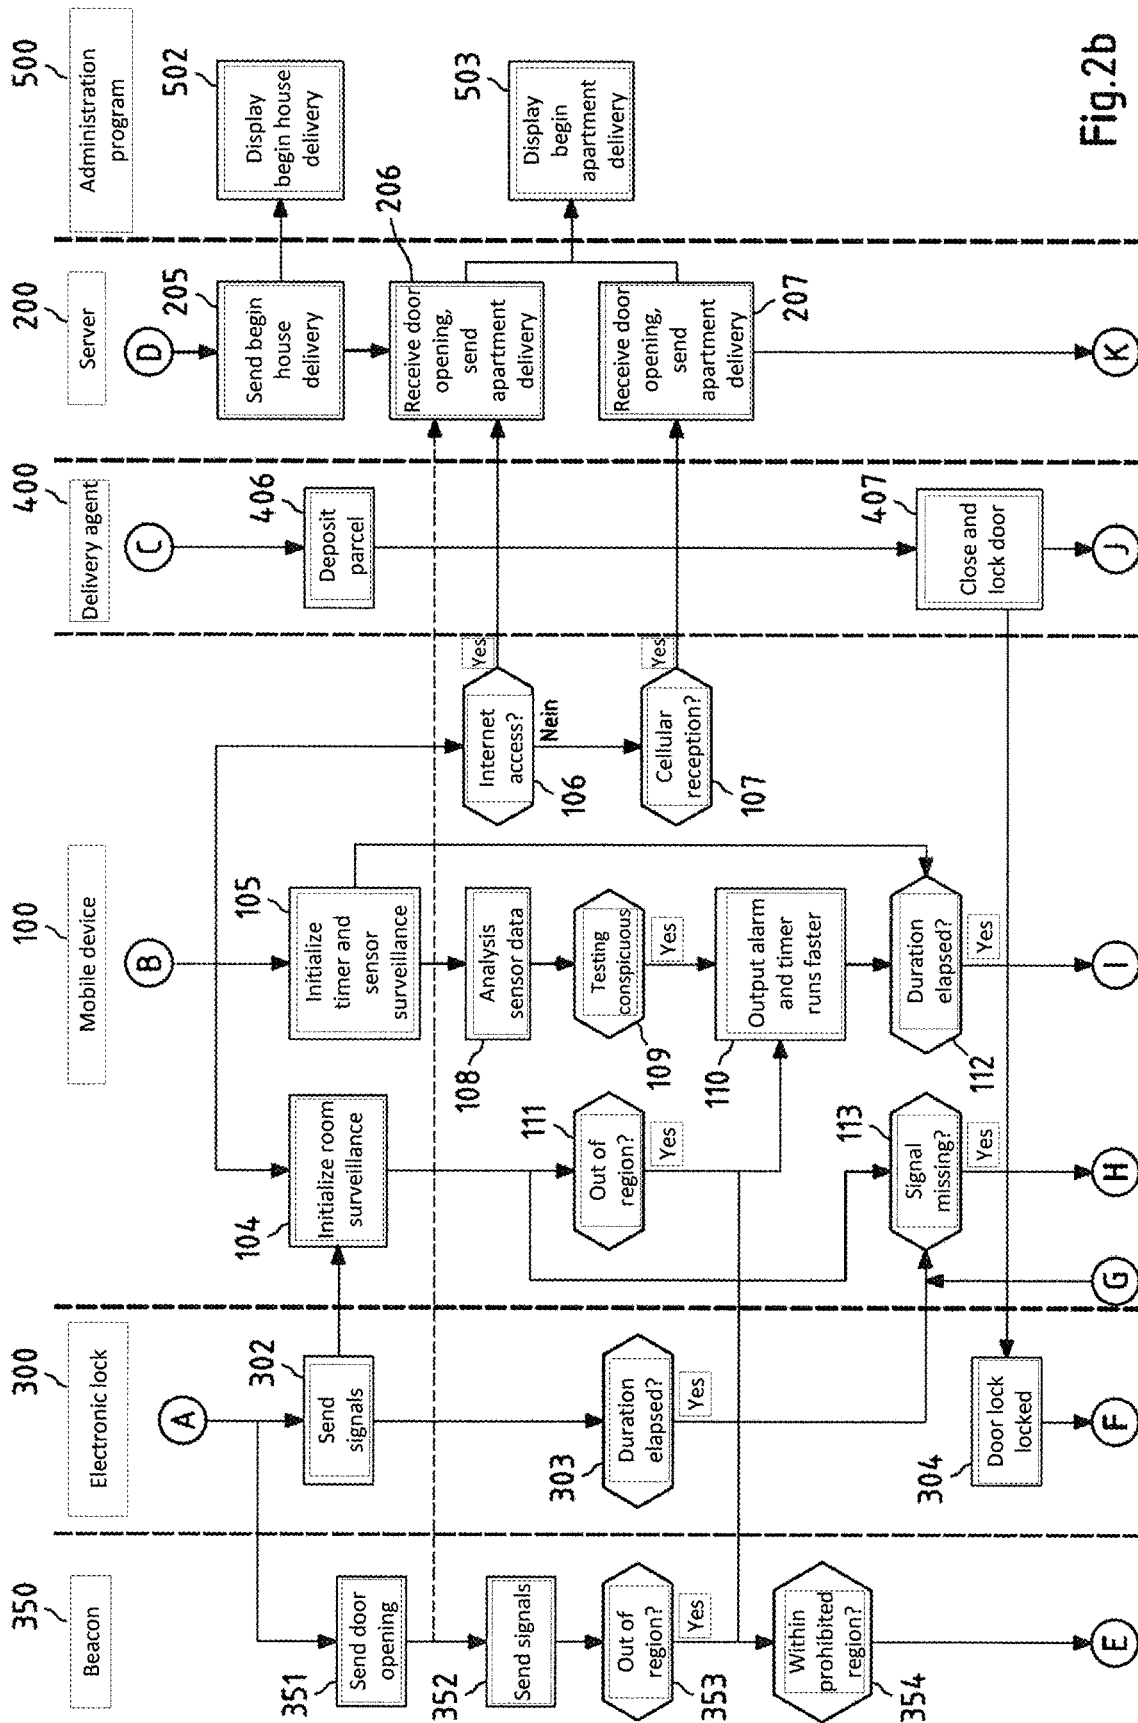 350
Beacon
300
Electronic lock
100
Mobile device
400
Delivery agent
200
Server
500
Administration
program
A
B
C
D
351
Send door
opening
352
Send signals
353
Out of
region?
Yes
354
Within
prohibited
region?
E
302
Send
signals
303
Duration
elapsed?
Yes
304
Door lock
locked
F
G
104
Initialize room
surveillance
111
Out of
region?
Yes
113
Signal
missing?
Yes
H
105
Initialize
timer and
sensor
surveillance
108
Analysis
sensor data
109
Testing
conspicuous
Yes
110
Output alarm
and timer
runs faster
112
Duration
elapsed?
Yes
I
106
Internet
access?
Yes
Nein
107
Cellular
reception?
Yes
406
Deposit
parcel
407
Close and
lock door
J
205
Send begin
house
delivery
206
Receive door
opening,
send
apartment
delivery
207
Receive door
opening,
send
apartment
delivery
K
502
Display
begin house
delivery
503
Display
begin
apartment
delivery
Fig.2b